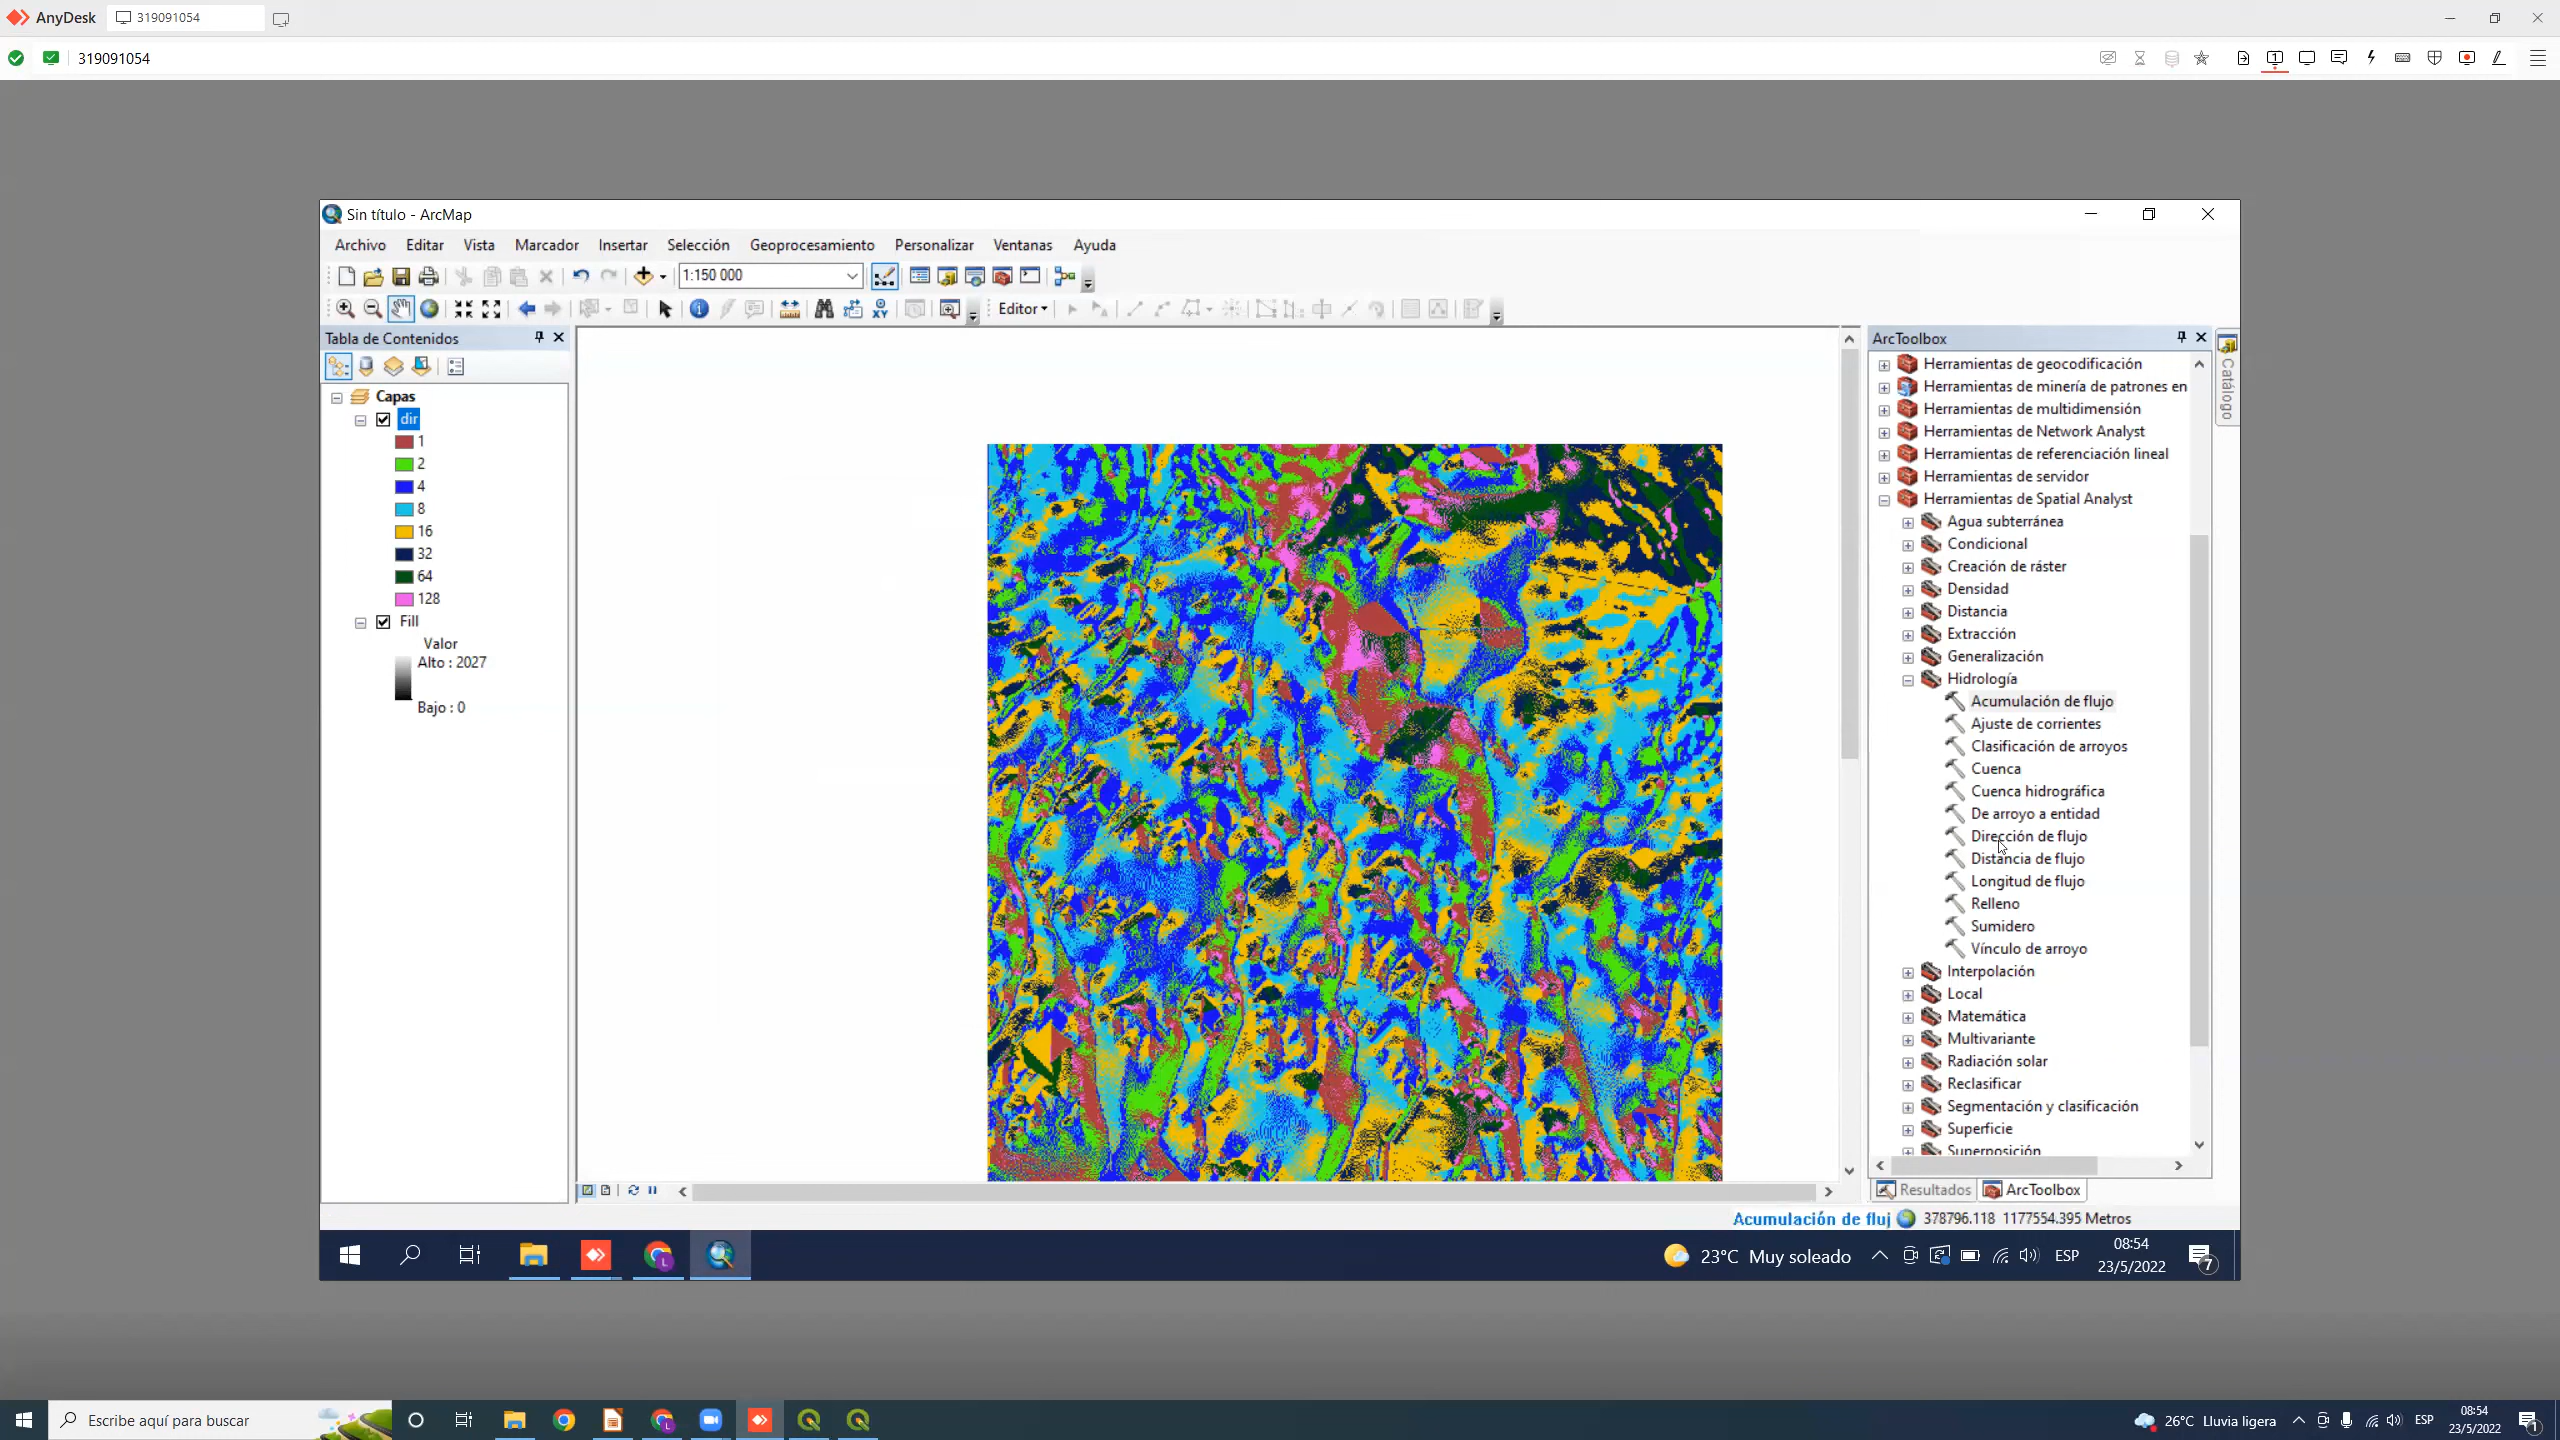 AnyDesk 319091054
319091054
Sin título - ArcMap
Archivo Editar Vista Marcador Insertar Selección Geoprocesamiento Personalizar Ventanas Ayuda
1:150 000
Editor
Tabla de Contenidos
Capas
dir
1
2
4
8
16
32
64
128
Fill
Valor
Alto : 2027
Bajo : 0
ArcToolbox
Catálogo
Herramientas de geocodificación
Herramientas de minería de patrones en
Herramientas de multidimensión
Herramientas de Network Analyst
Herramientas de referenciación lineal
Herramientas de servidor
Herramientas de Spatial Analyst
Agua subterránea
Condicional
Creación de ráster
Densidad
Distancia
Extracción
Generalización
Hidrología
Acumulación de flujo
Ajuste de corrientes
Clasificación de arroyos
Cuenca
Cuenca hidrográfica
De arroyo a entidad
Dirección de flujo
Distancia de flujo
Longitud de flujo
Relleno
Sumidero
Vínculo de arroyo
Interpolación
Local
Matemática
Multivariante
Radiación solar
Reclasificar
Segmentación y clasificación
Superficie
Superposición
Resultados ArcToolbox
Acumulación de fluj 378796.118 1177554.395 Metros
23°C Muy soleado ESP 08:54
23/5/2022 7
Escribe aquí para buscar
26°C Lluvia ligera ESP 08:54
23/5/2022 1